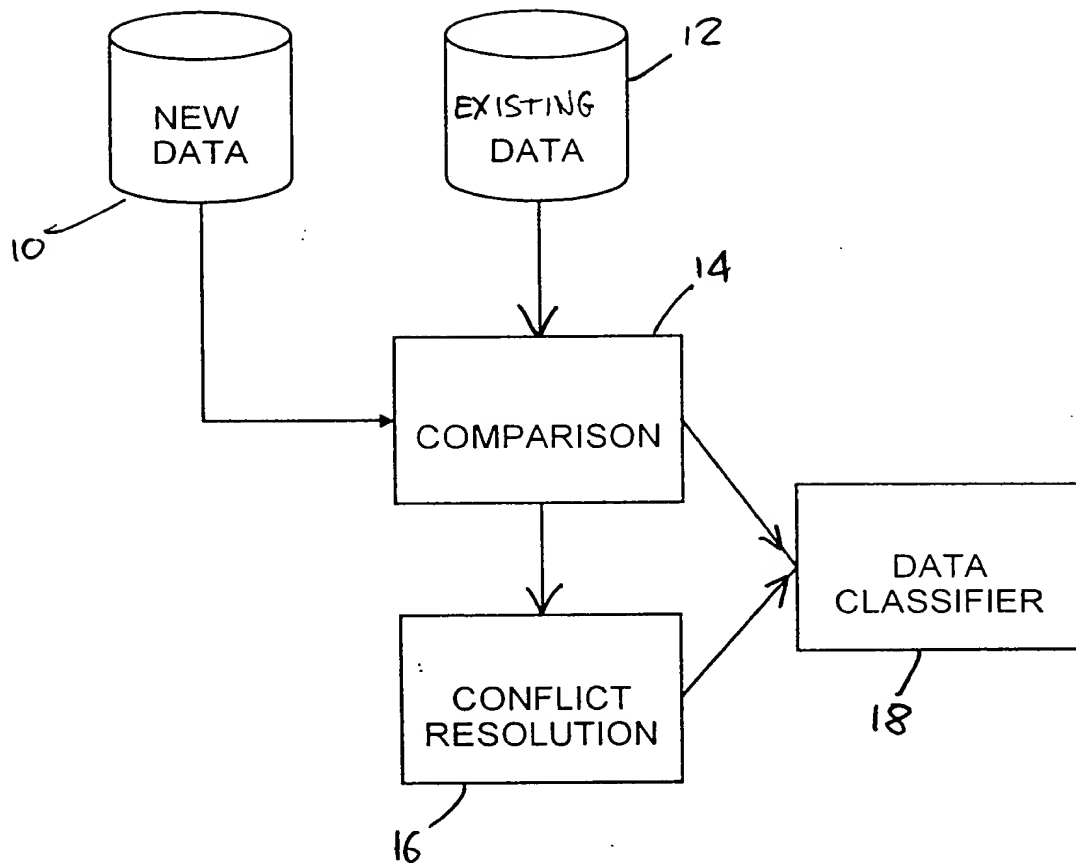 12
NEW
DATA
EXISTING
DATA
10
14
COMPARISON
DATA
CLASSIFIER
CONFLICT
RESOLUTION
18
16